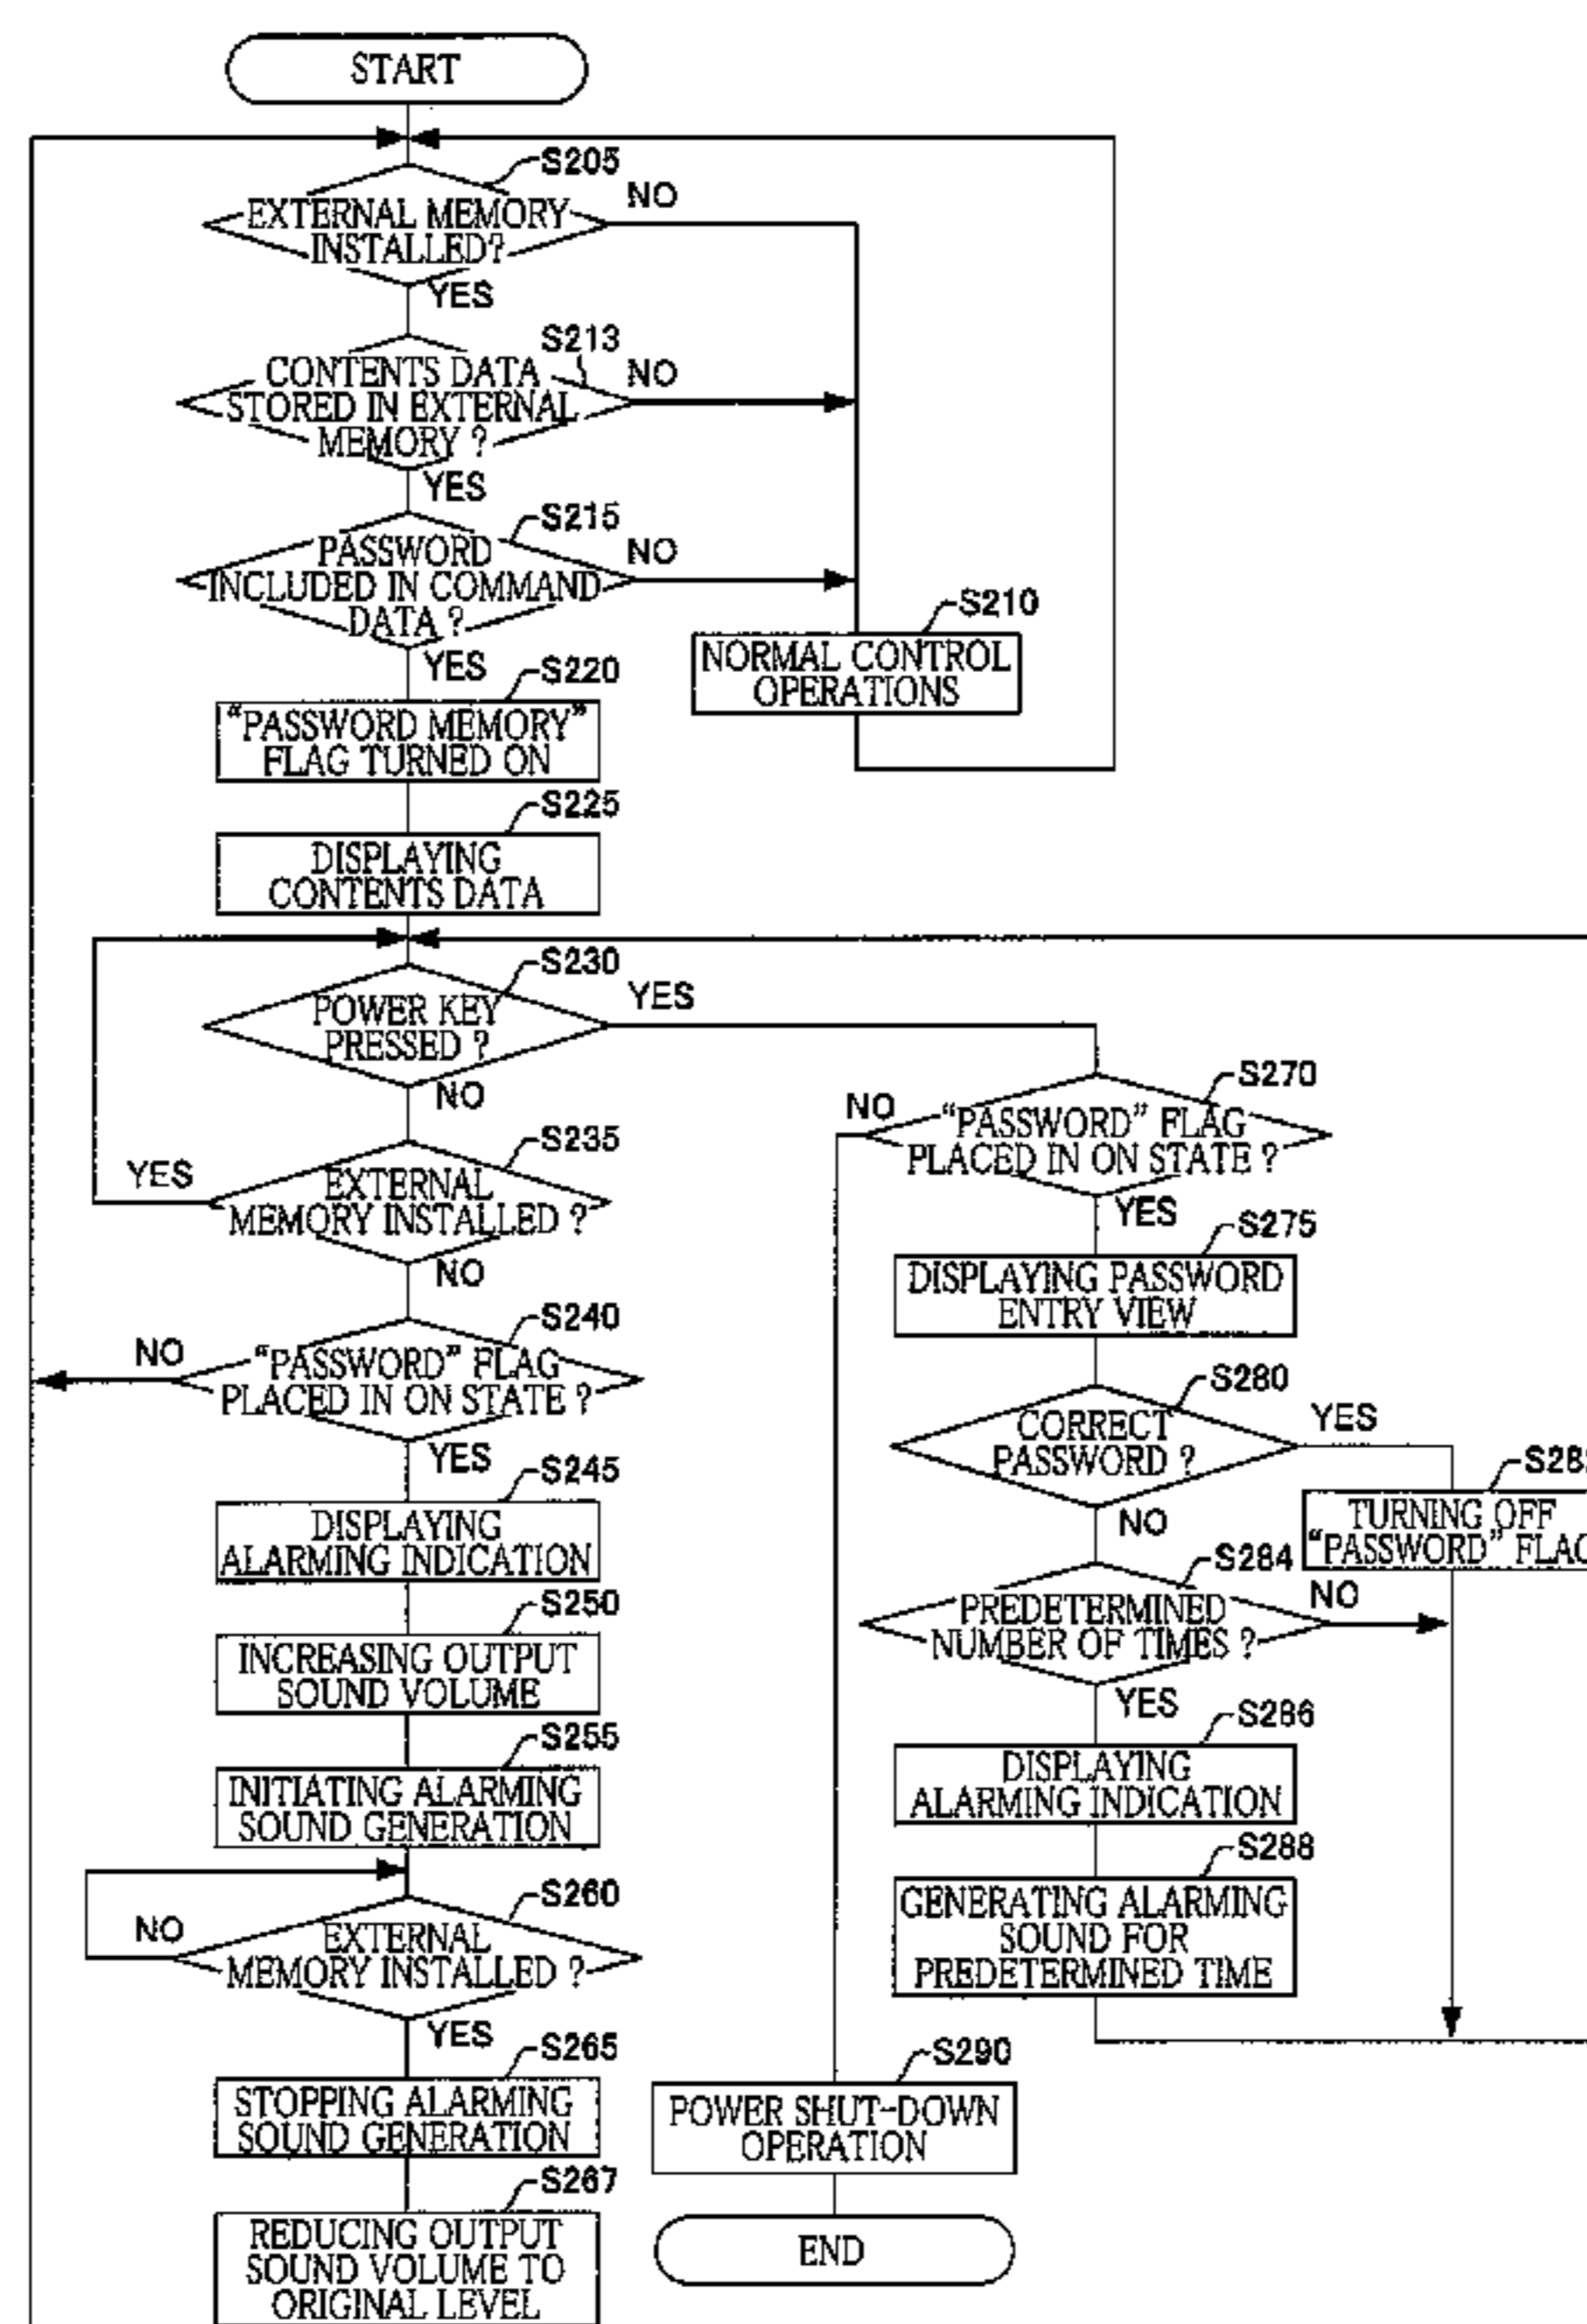 START
S205
EXTERNAL MEMORY
INSTALLED?
NO
YES
S213
CONTENTS DATA
STORED IN EXTERNAL
MEMORY ?
NO
YES
S215
PASSWORD
INCLUDED IN COMMAND
DATA ?
NO
YES
S210
NORMAL CONTROL
OPERATIONS
S220
“PASSWORD MEMORY”
FLAG TURNED ON
S225
DISPLAYING
CONTENTS DATA
S230
POWER KEY
PRESSED ?
YES
NO
S235
EXTERNAL
MEMORY INSTALLED ?
YES
NO
S240
“PASSWORD” FLAG
PLACED IN ON STATE ?
NO
YES
S245
DISPLAYING
ALARMING INDICATION
S250
INCREASING OUTPUT
SOUND VOLUME
S255
INITIATING ALARMING
SOUND GENERATION
S260
EXTERNAL
MEMORY INSTALLED ?
NO
YES
S265
STOPPING ALARMING
SOUND GENERATION
S267
REDUCING OUTPUT
SOUND VOLUME TO
ORIGINAL LEVEL
S270
“PASSWORD” FLAG
PLACED IN ON STATE ?
NO
YES
S275
DISPLAYING PASSWORD
ENTRY VIEW
S280
CORRECT
PASSWORD ?
YES
NO
TURNING OFF
“PASSWORD” FLAG
S284
PREDETERMINED
NUMBER OF TIMES ?
NO
YES
S286
DISPLAYING
ALARMING INDICATION
S288
GENERATING ALARMING
SOUND FOR
PREDETERMINED TIME
S290
POWER SHUT-DOWN
OPERATION
END